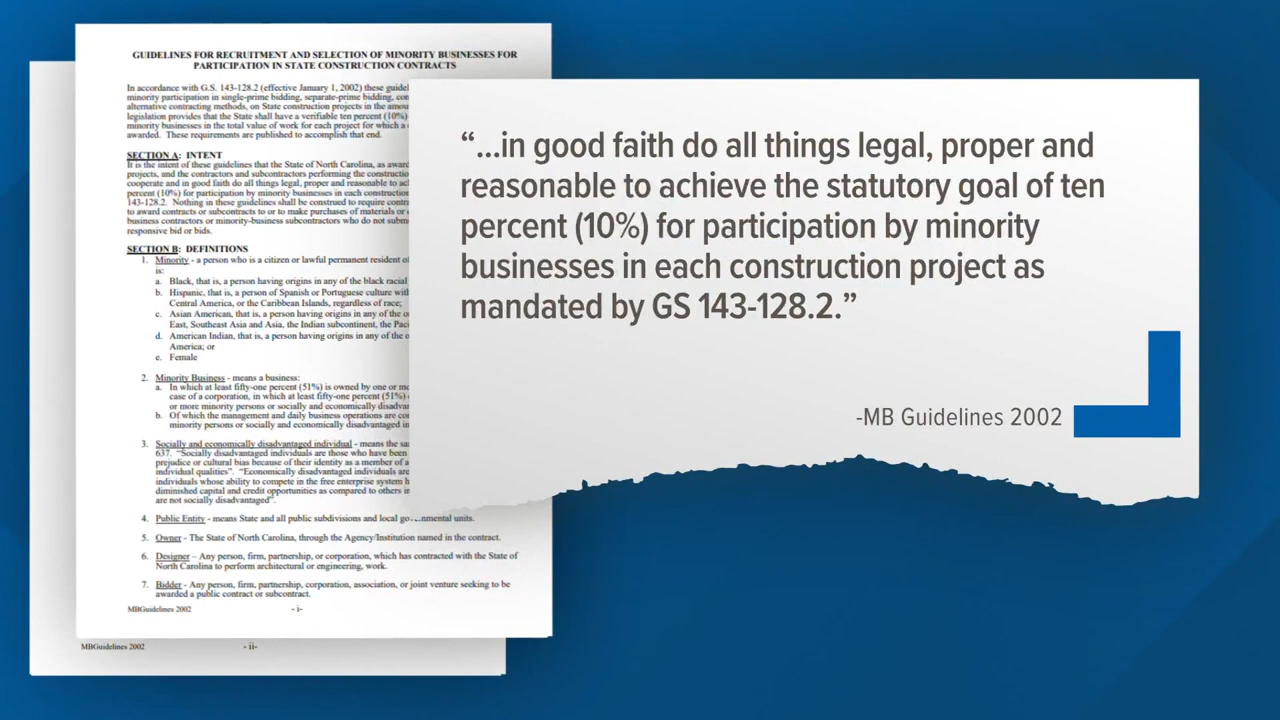 GUIDELINES FOR RECRUITMENT AND SELECTION OF MINORITY BUSINESSES FOR
PARTICIPATION IN STATE CONSTRUCTION CONTRACTS
In accordance with G.S. 143-128.2 (effective January 1, 2002) these
minority participation in single-prime bidding, separate-prime bidding,
alternative contracting methods, on State construction projects in the
legislation provides that the State shall have a verifiable ten percent (10%)
minority businesses in the total value of work for each project for which a
awarded. These requirements are published to accomplish that end.
SECTION A: INTENT
It is the intent of these guidelines that the State of North Carolina, as
projects, and the contractors and subcontractors performing the
cooperate and in good faith do all things legal, proper and reasonable to
percent (10%) for participation by minority businesses in each
143-128.2. Nothing in these guidelines shall be construed to require
to award contracts or subcontracts to or to make purchases of materials or
business contractors or minority-business subcontractors who do not
responsive bid or bids.
SECTION B: DEFINITIONS
1. Minority - a person who is a citizen or lawful permanent resident
is:
a. Black, that is, a person having origins in any of the black racial
b. Hispanic, that is, a person of Spanish or Portuguese culture
Central America, or the Caribbean Islands, regardless of race;
c. Asian American, that is, a person having origins in any of the
East, Southeast Asia and Asia, the Indian subcontinent, the
d. American Indian, that is, a person having origins in any of the
America; or
e. Female
2. Minority Business - means a business:
a. In which at least fifty-one percent (51%) is owned by one or
case of a corporation, in which at least fifty-one percent (51%)
or more minority persons or socially and economically
b. Of which the management and daily business operations are
minority persons or socially and economically disadvantaged
3. Socially and economically disadvantaged individual - means the
637. "Socially disadvantaged individuals are those who have been
prejudice or cultural bias because of their identity as a member of a
individual qualities". "Economically disadvantaged individuals are
individuals whose ability to compete in the free enterprise system
diminished capital and credit opportunities as compared to others in
are not socially disadvantaged".
4. Public Entity - means State and all public subdivisions and local units.
5. Owner - The State of North Carolina, through the Agency/Institution named in the contract.
6. Designer – Any person, firm, partnership, or corporation, which has contracted with the State of
North Carolina to perform architectural or engineering, work.
7. Bidder - Any person, firm, partnership, corporation, association, or joint venture seeking to be
awarded a public contract or subcontract.
MBGuidelines 2002 - i-
MBGuidelines 2002 - ii-
“...in good faith do all things legal, proper and
reasonable to achieve the statutory goal of ten
percent (10%) for participation by minority
businesses in each construction project as
mandated by GS 143-128.2.”
-MB Guidelines 2002